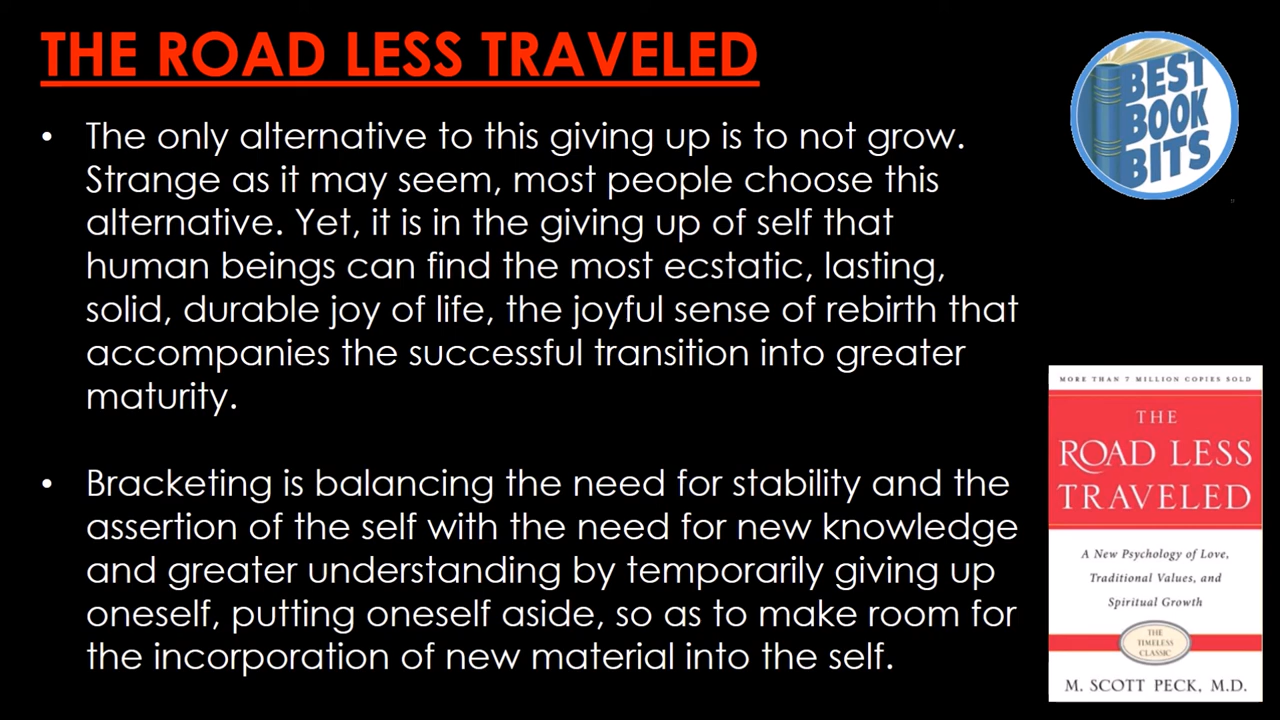 THE ROAD LESS TRAVELED
BEST
BOOK
BITS
• The only alternative to this giving up is to not grow.
Strange as it may seem, most people choose this
alternative. Yet, it is in the giving up of self that
human beings can find the most ecstatic, lasting,
solid, durable joy of life, the joyful sense of rebirth that
accompanies the successful transition into greater
maturity.
• Bracketing is balancing the need for stability and the
assertion of the self with the need for new knowledge
and greater understanding by temporarily giving up
oneself, putting oneself aside, so as to make room for
the incorporation of new material into the self.
MORE THAN 7 MILLION COPIES SOLD
THE
ROAD LESS
TRAVELED
A New Psychology of Love,
Traditional Values, and
Spiritual Growth
THE
TIMELESS
CLASSIC
M. SCOTT PECK, M.D.